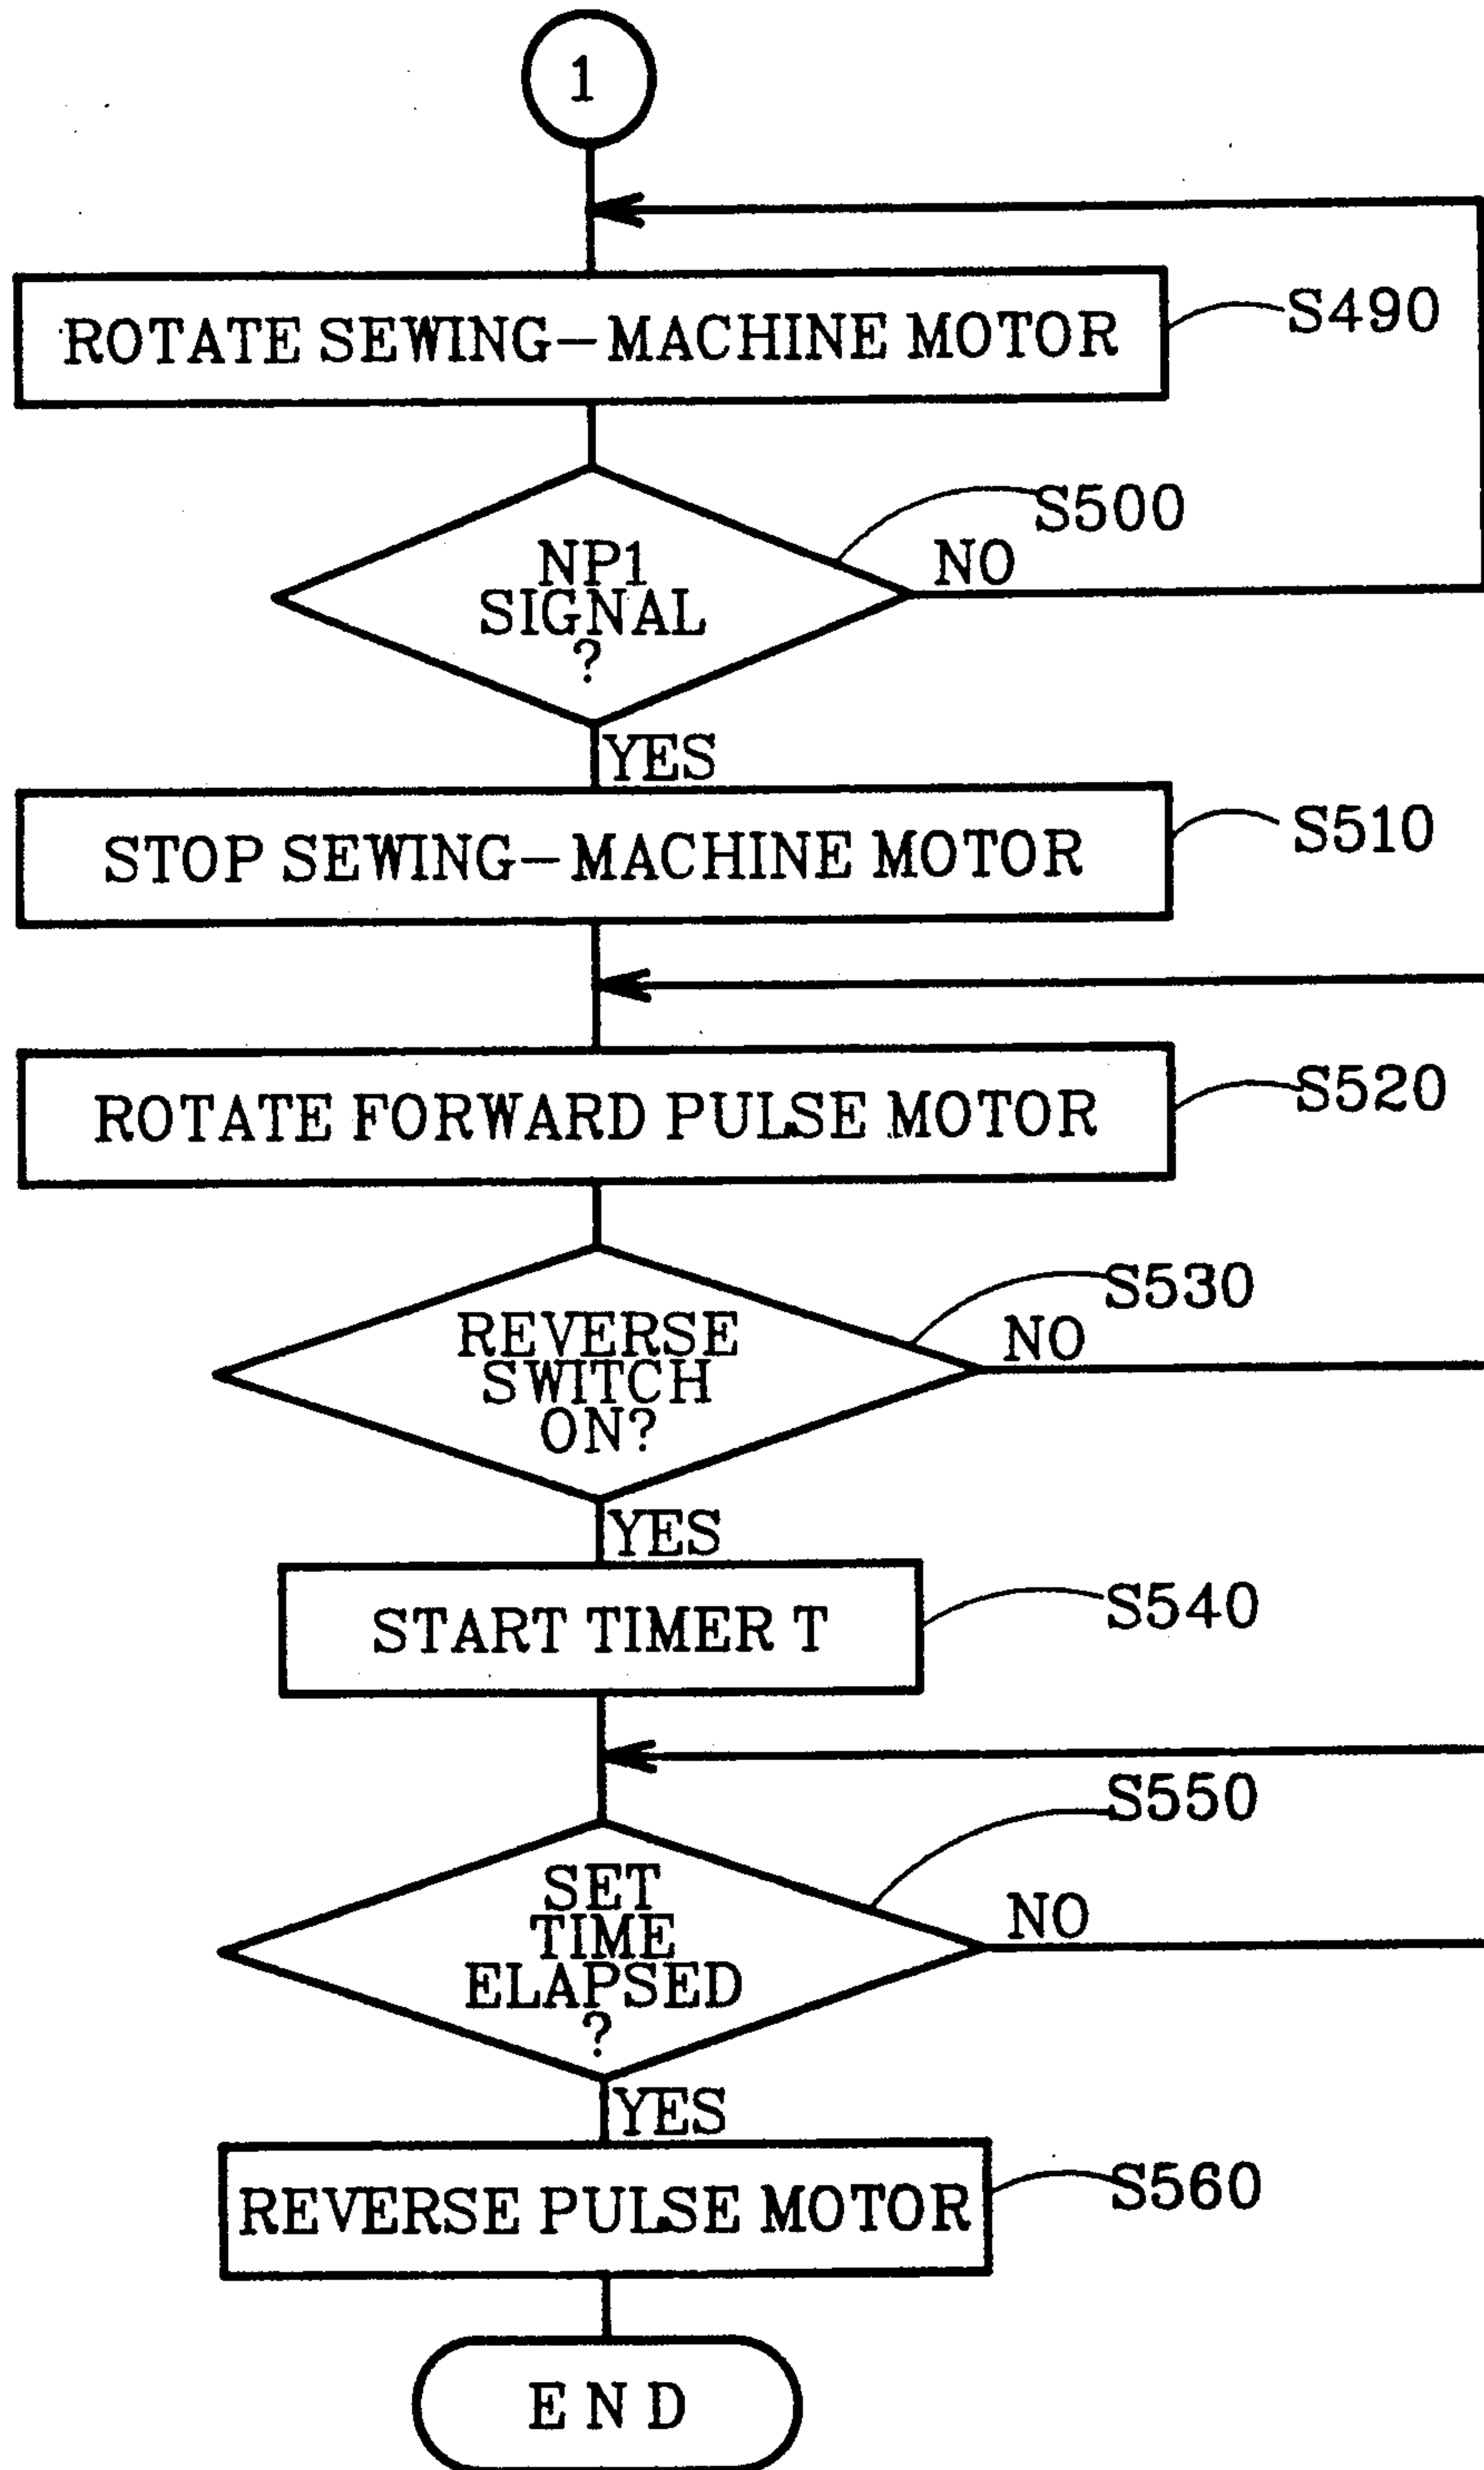 1
ROTATE SEWING-MACHINE MOTOR
S490
S500
NP1
SIGNAL
?
NO
YES
STOP SEWING-MACHINE MOTOR
S510
ROTATE FORWARD PULSE MOTOR
S520
S530
REVERSE
SWITCH
ON?
NO
YES
START TIMER T
S540
S550
SET
TIME
ELAPSED
?
NO
YES
REVERSE PULSE MOTOR
S560
END